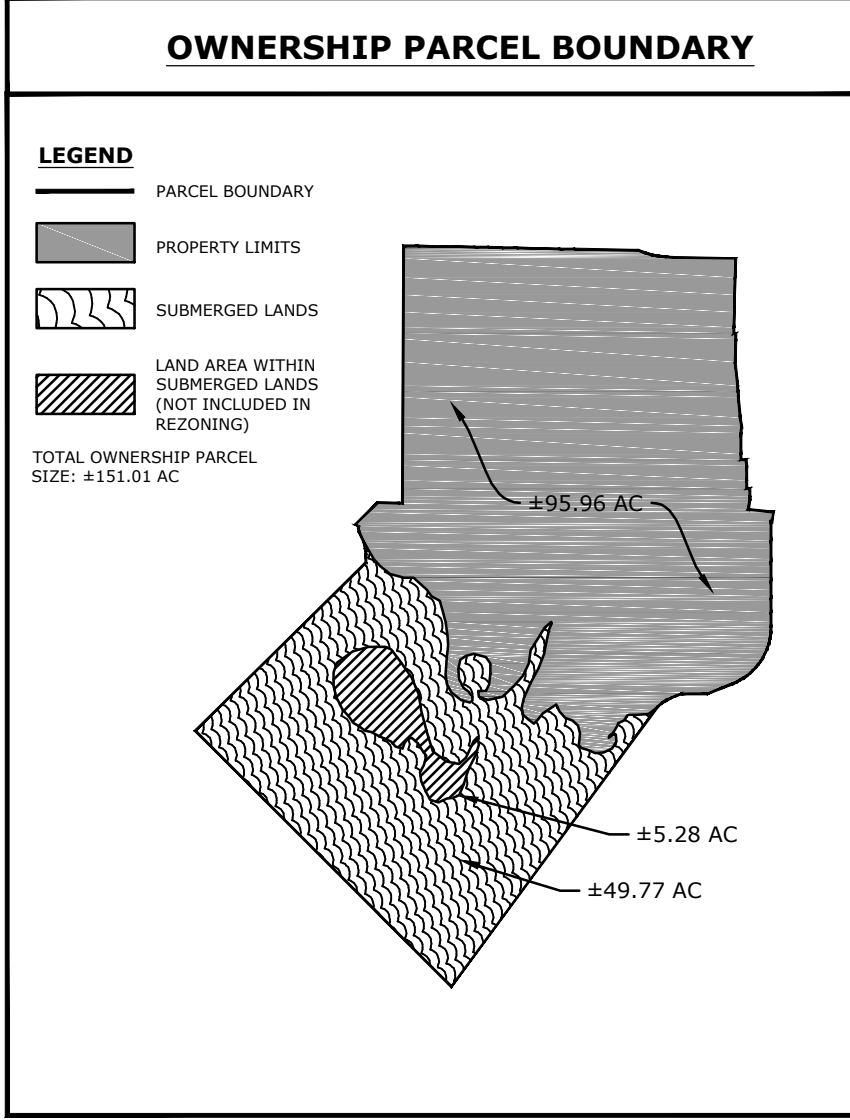 OWNERSHIP PARCEL BOUNDARY
LEGEND
PARCEL BOUNDARY
PROPERTY LIMITS
SUBMERGED LANDS
LAND AREA WITHIN
SUBMERGED LANDS
(NOT INCLUDED IN
REZONING)
TOTAL OWNERSHIP PARCEL
SIZE: ±151.01 AC
±95.96 AC
±5.28 AC
±49.77 AC